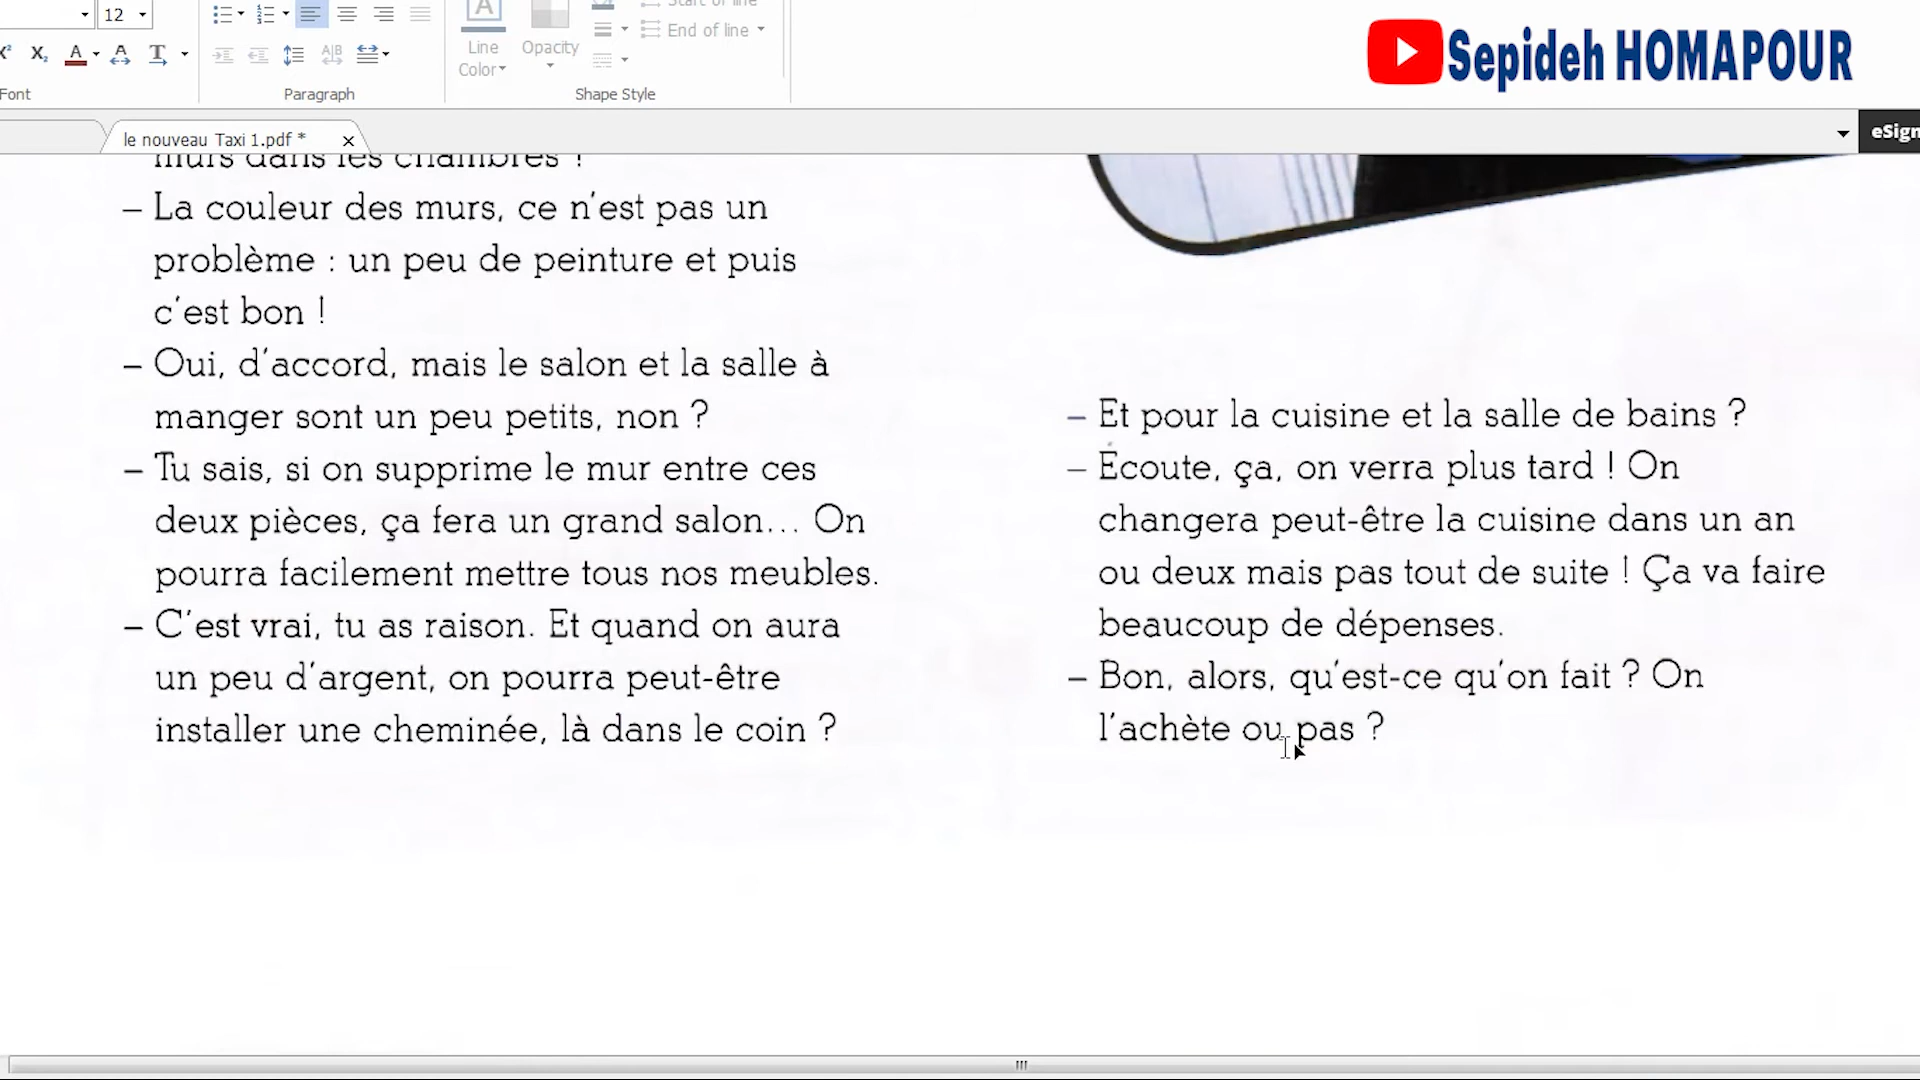 12
Start of line
End of line
Line
Color
Opacity
Font
Paragraph
Shape Style
Sepideh HOMAPOUR
le nouveau Taxi 1.pdf *
eSign
murs dans les chambres !
– La couleur des murs, ce n'est pas un
problème : un peu de peinture et puis
c'est bon !
– Oui, d'accord, mais le salon et la salle à
manger sont un peu petits, non ?
– Tu sais, si on supprime le mur entre ces
deux pièces, ça fera un grand salon... On
pourra facilement mettre tous nos meubles.
– C'est vrai, tu as raison. Et quand on aura
un peu d'argent, on pourra peut-être
installer une cheminée, là dans le coin ?
– Et pour la cuisine et la salle de bains ?
– Écoute, ça, on verra plus tard ! On
changera peut-être la cuisine dans un an
ou deux mais pas tout de suite ! Ça va faire
beaucoup de dépenses.
– Bon, alors, qu'est-ce qu'on fait ? On
l'achète ou pas ?